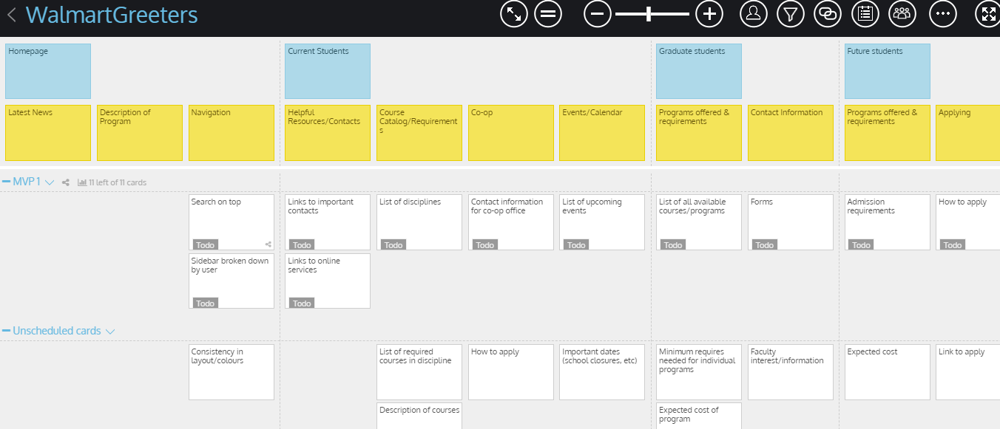 WalmartGreeters
Homepage
Current Students
Graduate students
Future students
Latest News
Description of
Program
Navigation
Helpful
Resources/Contacts
Course
Catalog/Requirement
s
Co-op
Events/Calendar
Programs offered &
requirements
Contact Information
Programs offered &
requirements
Applying
MVP 1
11 left of 11 cards
Search on top
Todo
Links to important
contacts
Todo
List of disciplines
Todo
Contact information
for co-op office
Todo
List of upcoming
events
Todo
List of all available
courses/programs
Todo
Forms
Todo
Admission
requirements
Todo
How to apply
Todo
Sidebar broken down
by user
Todo
Links to online
services
Todo
Unscheduled cards
Consistency in
layout/colours
List of required
courses in discipline
How to apply
Important dates
(school closures, etc)
Minimum requires
needed for individual
programs
Faculty
interest/information
Expected cost
Link to apply
Description of courses
Expected cost of
program